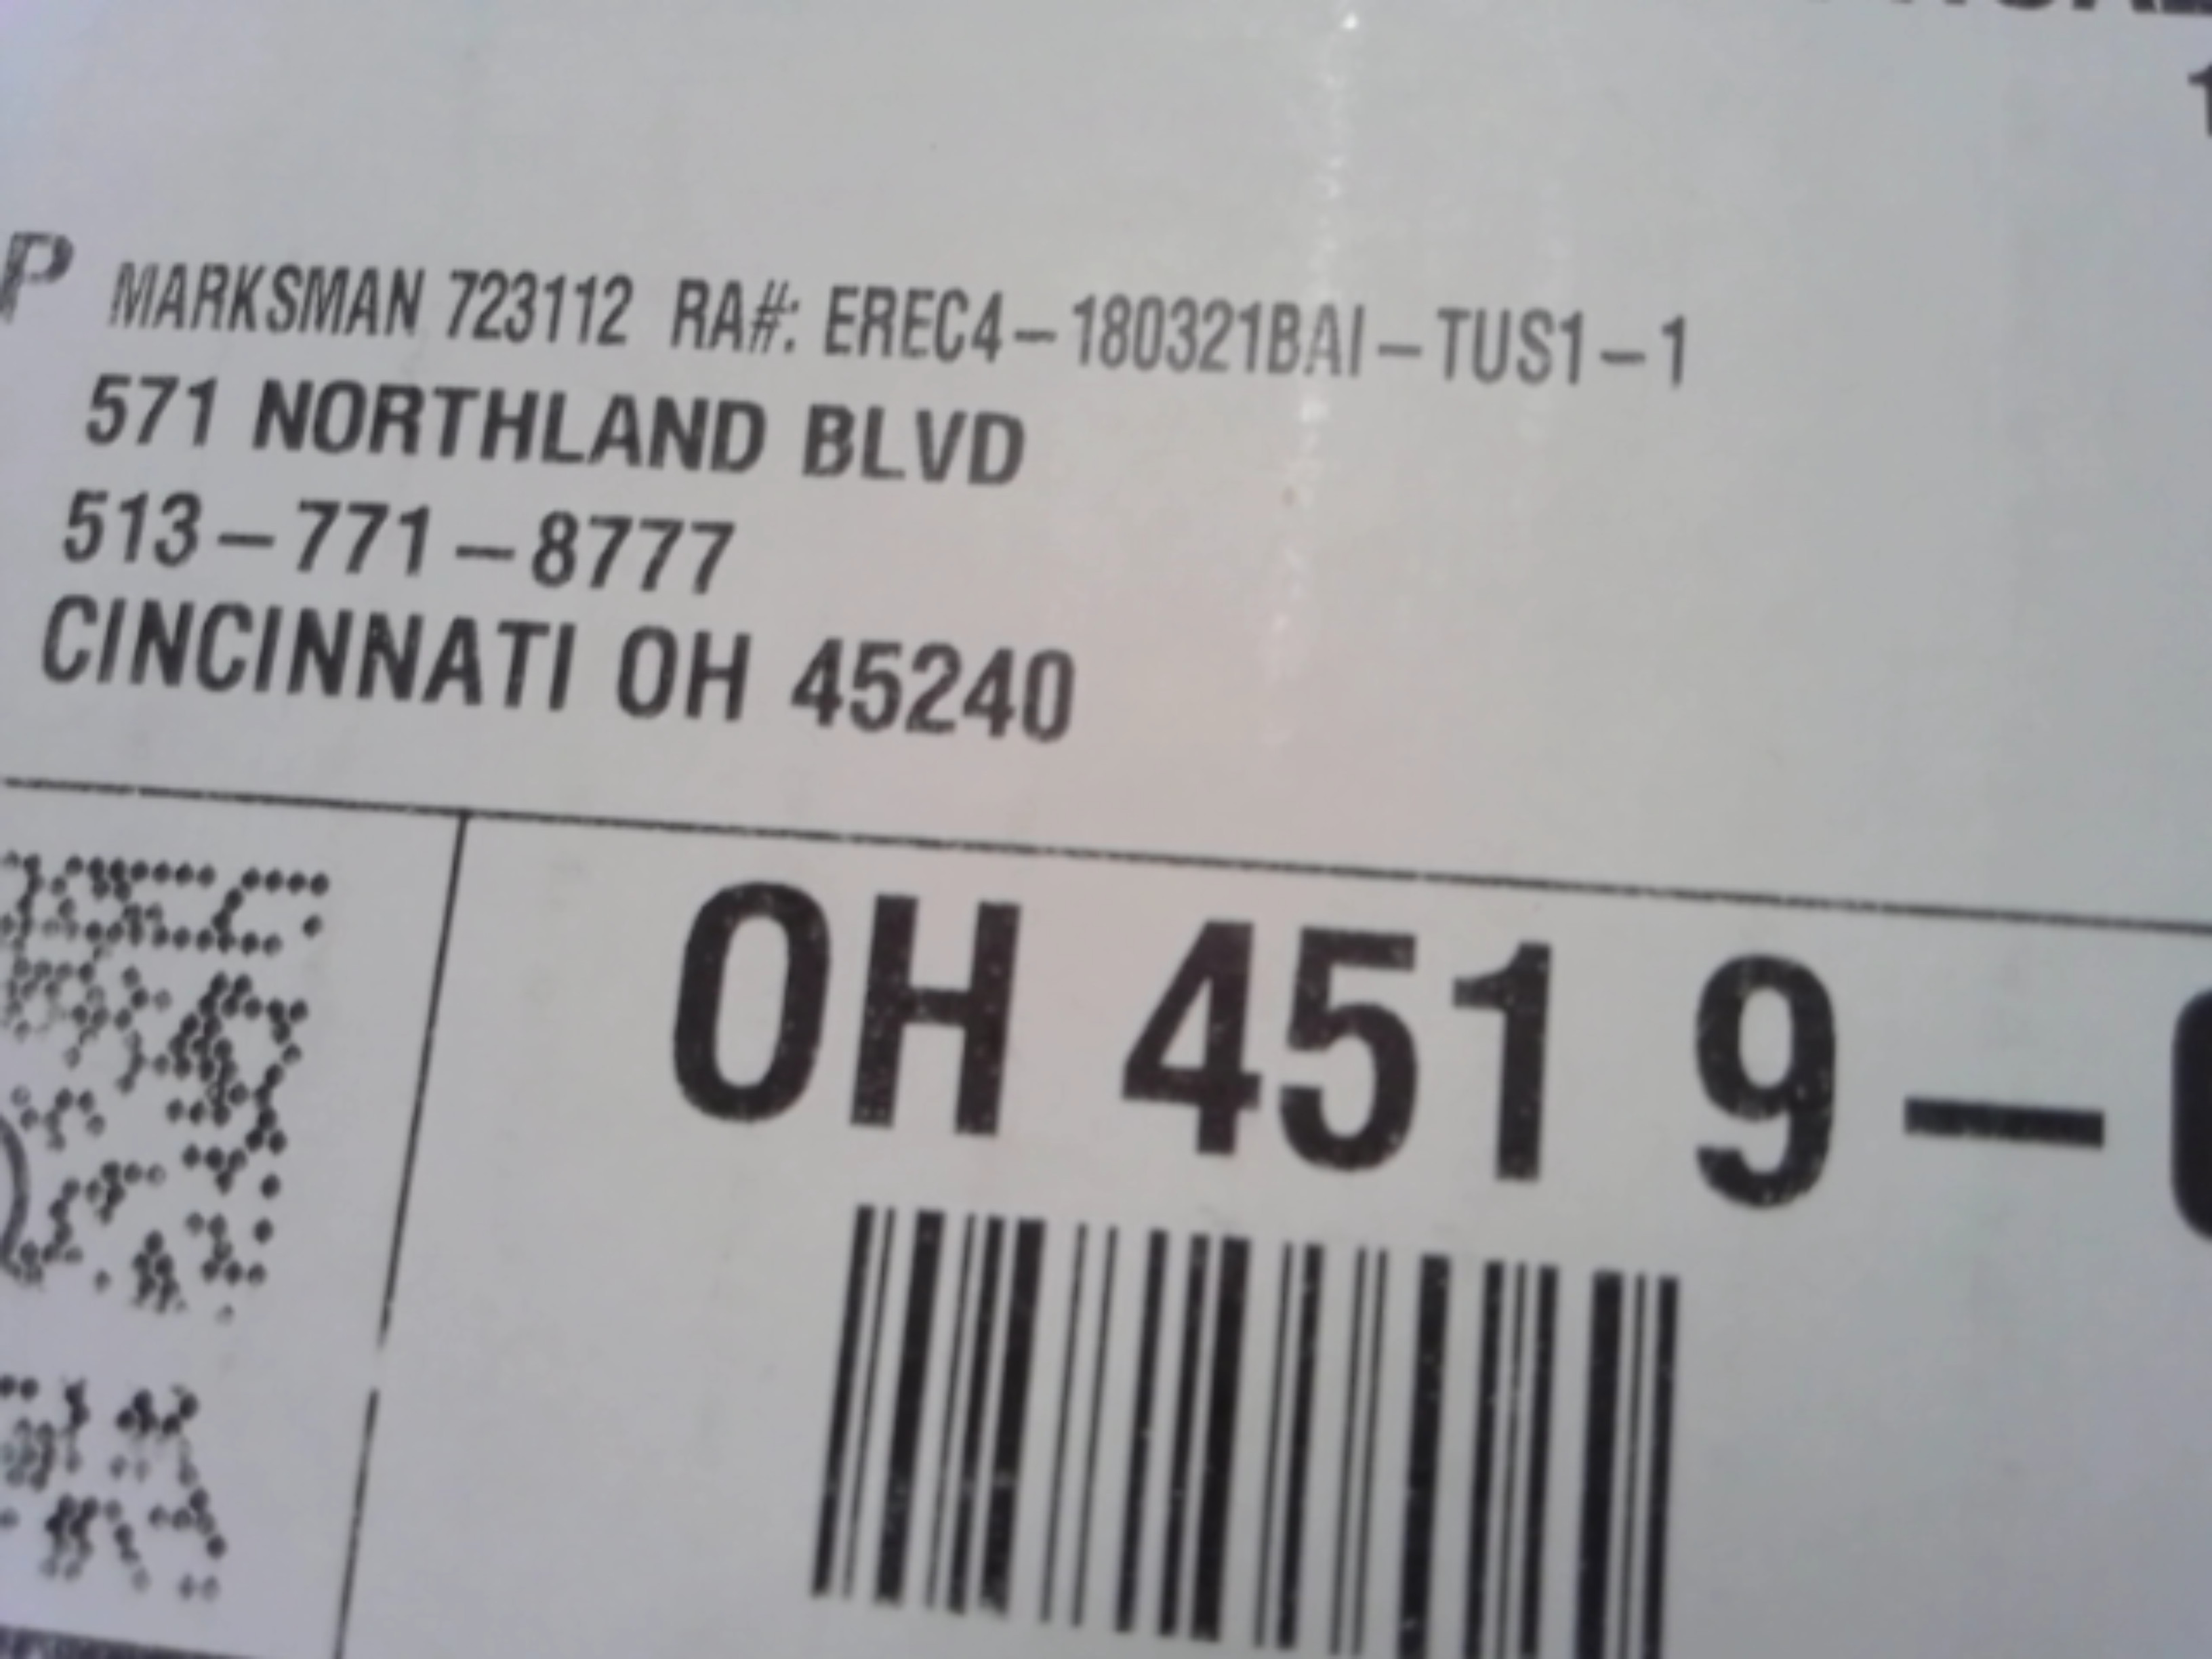 P MARKSMAN 723112 RA#: EREC4-180321BAI-TUS1-1
571 NORTHLAND BLVD
513-771-8777
CINCINNATI OH 45240
OH 451 9-